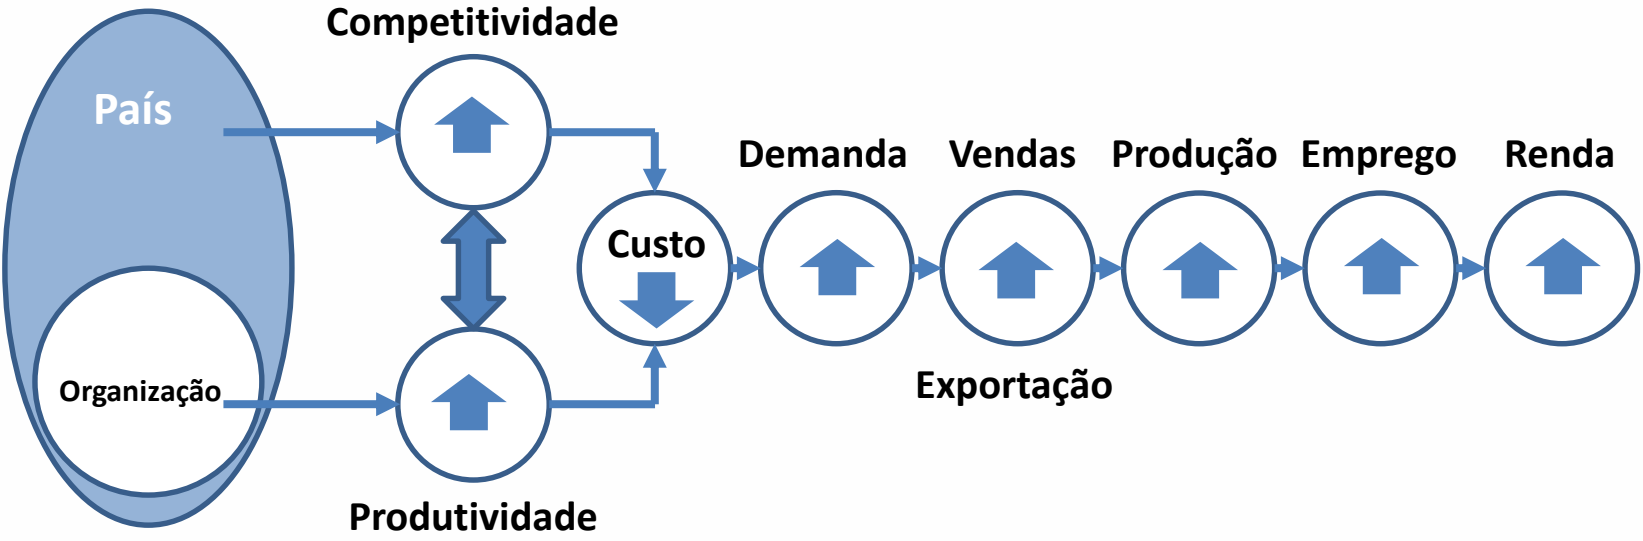 Competitividade
País
Demanda
Vendas
Produção
Emprego
Renda
Custo
Organização
Exportação
Produtividade